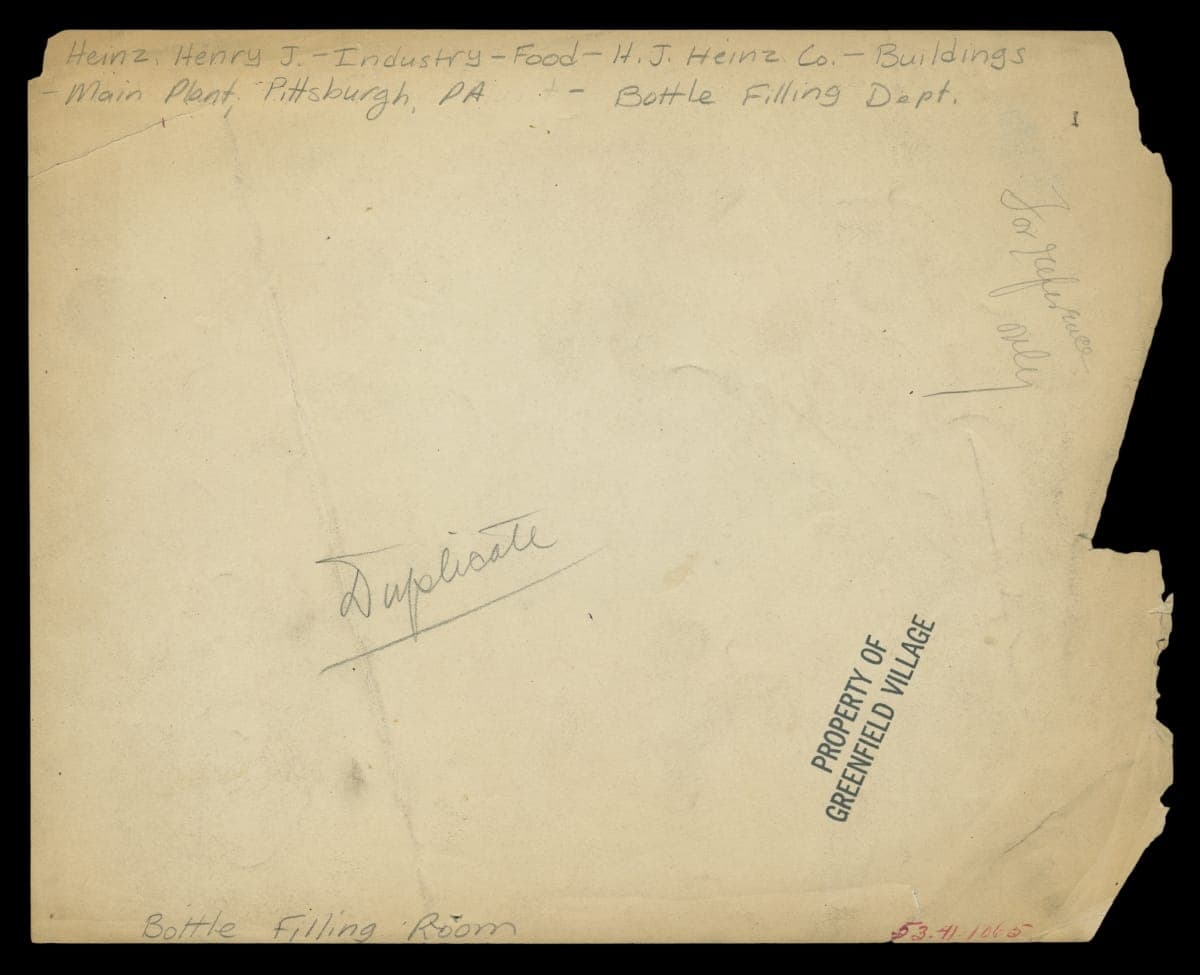 Heinz, Henry J. - Industry - Food - H. J. Heinz Co. - Buildings
- Main Plant, Pittsburgh, PA - Bottle Filling Dept.
I
For reference
only
Duplicate
PROPERTY OF
GREENFIELD VILLAGE
Bottle Filling Room
53.41.1065